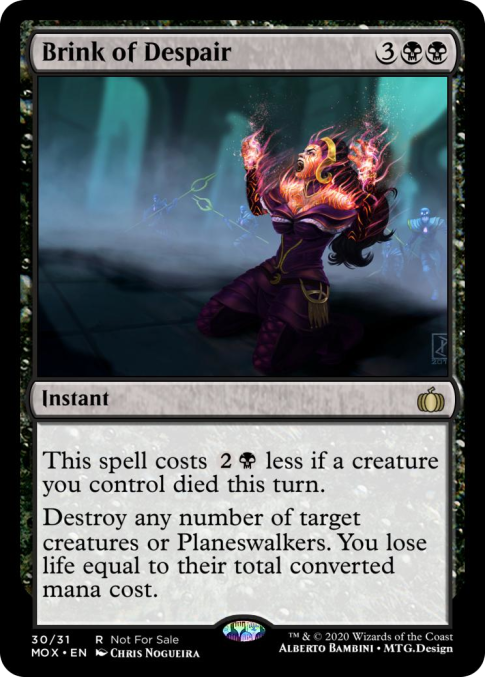 Brink of Despair 3
Instant
This spell costs 2 less if a creature
you control died this turn.
Destroy any number of target
creatures or Planeswalkers. You lose
life equal to their total converted
mana cost.
30/31 R Not For Sale
MOX • EN Chris Nogueira
™ & © 2020 Wizards of the Coast
Alberto Bambini • MTG.Design